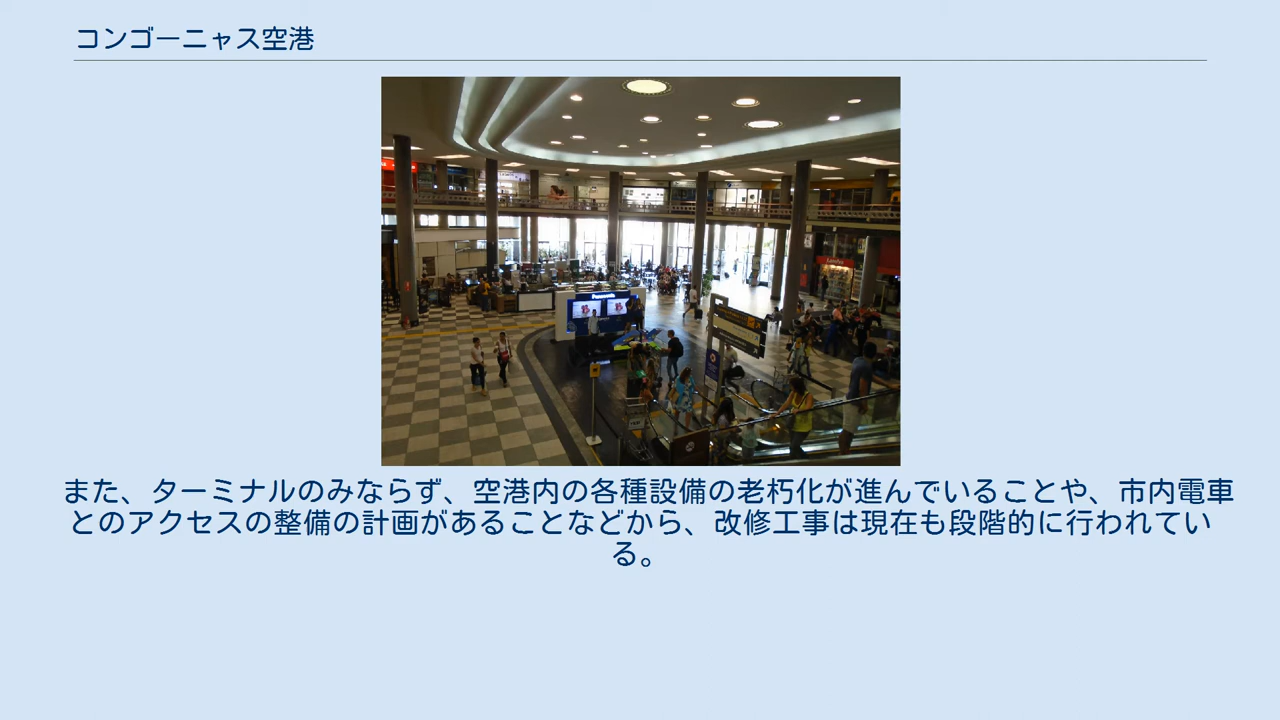 コンゴーニャス空港
Panasonic
また、ターミナルのみならず、空港内の各種設備の老朽化が進んでいることや、市内電車
とのアクセスの整備の計画があることなどから、改修工事は現在も段階的に行われてい
る。